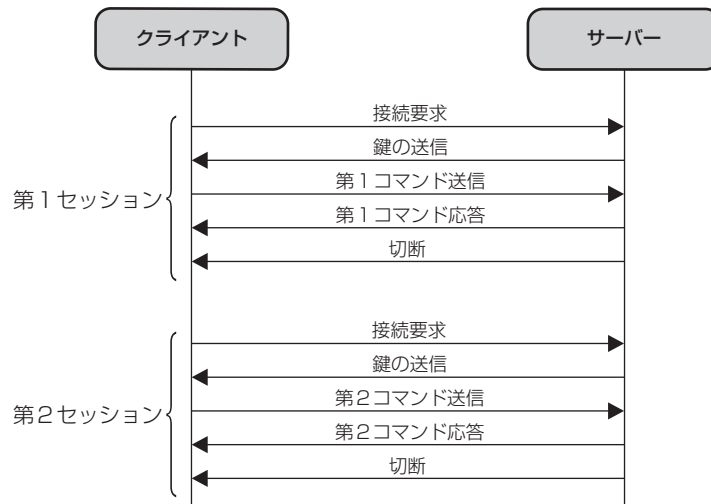 クライアント
サーバー
接続要求
鍵の送信
第1コマンド送信
第1セッション
第1コマンド応答
切断
接続要求
鍵の送信
第2コマンド送信
第2セッション
第2コマンド応答
切断